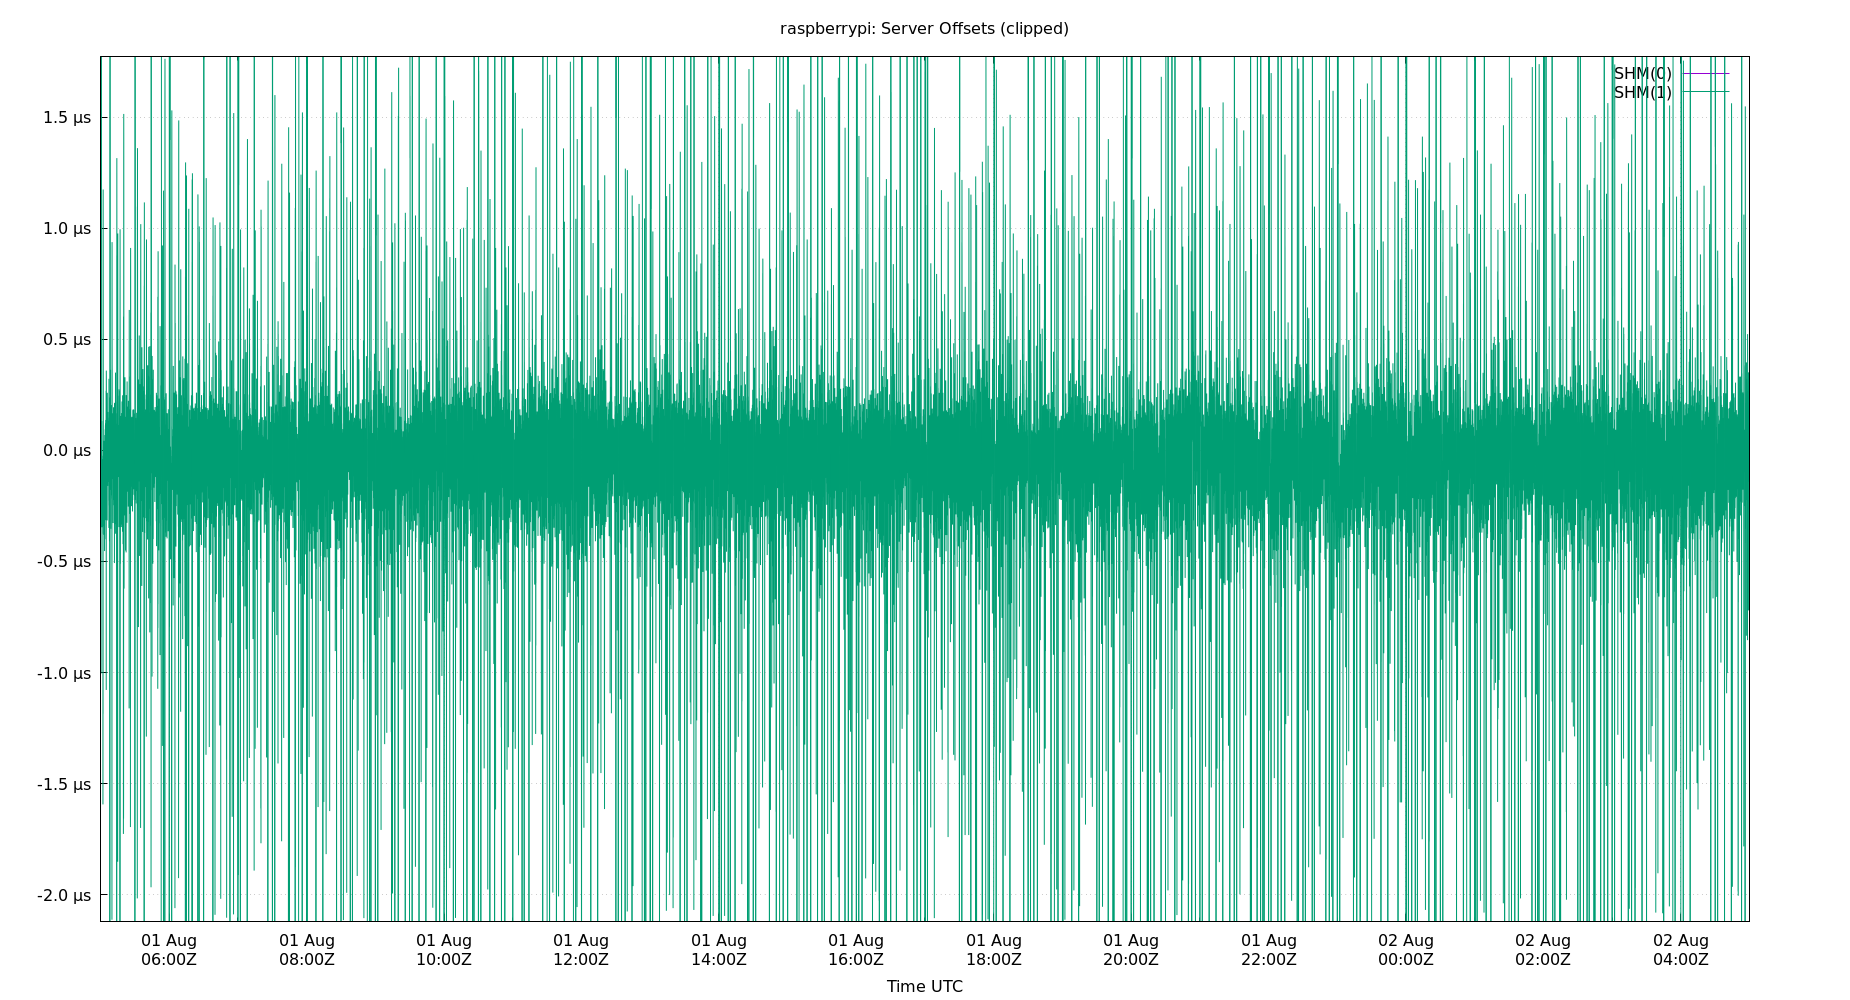 raspberrypi: Server Offsets (clipped)
SHM(0)
SHM(1)
1.5 µs
1.0 µs
0.5 µs
0.0 µs
-0.5 µs
-1.0 µs
-1.5 µs
-2.0 µs
01 Aug 01 Aug 01 Aug 01 Aug 01 Aug 01 Aug 01 Aug 01 Aug 01 Aug 02 Aug 02 Aug 02 Aug
06:00Z 08:00Z 10:00Z 12:00Z 14:00Z 16:00Z 18:00Z 20:00Z 22:00Z 00:00Z 02:00Z 04:00Z
Time UTC